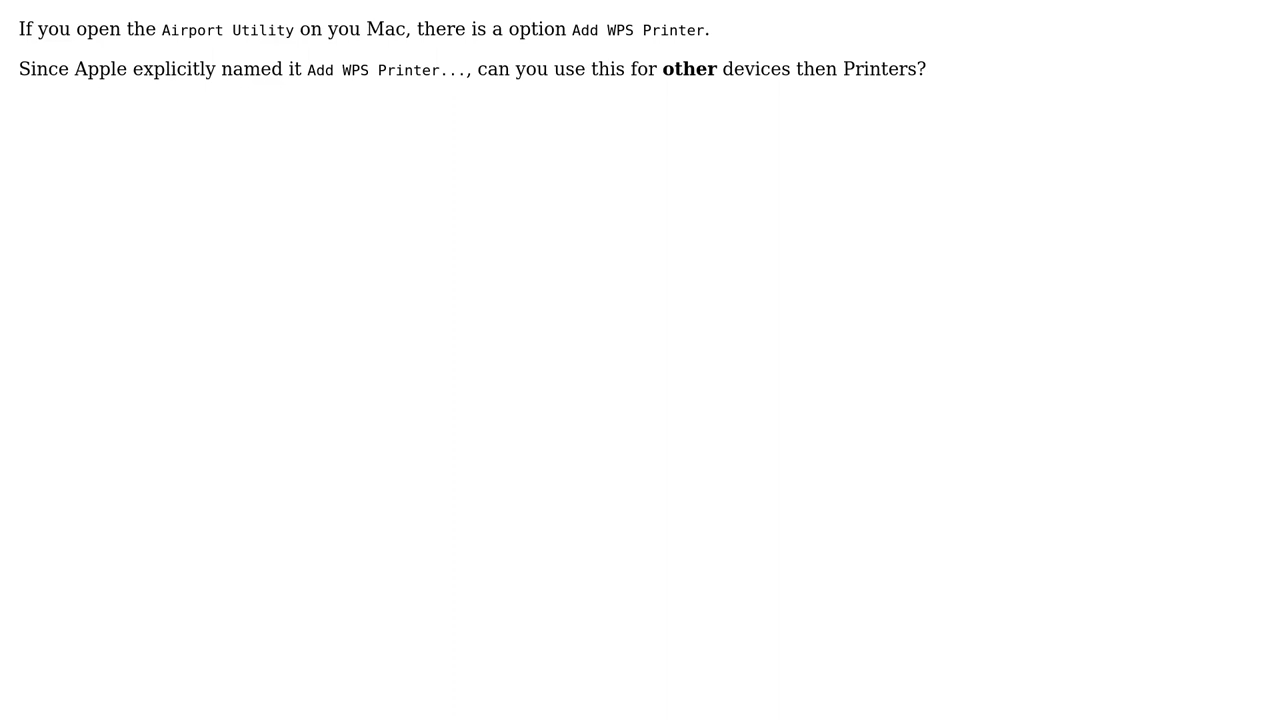 If you open the Airport Utility on you Mac, there is a option Add WPS Printer.
Since Apple explicitly named it Add WPS Printer..., can you use this for other devices then Printers?